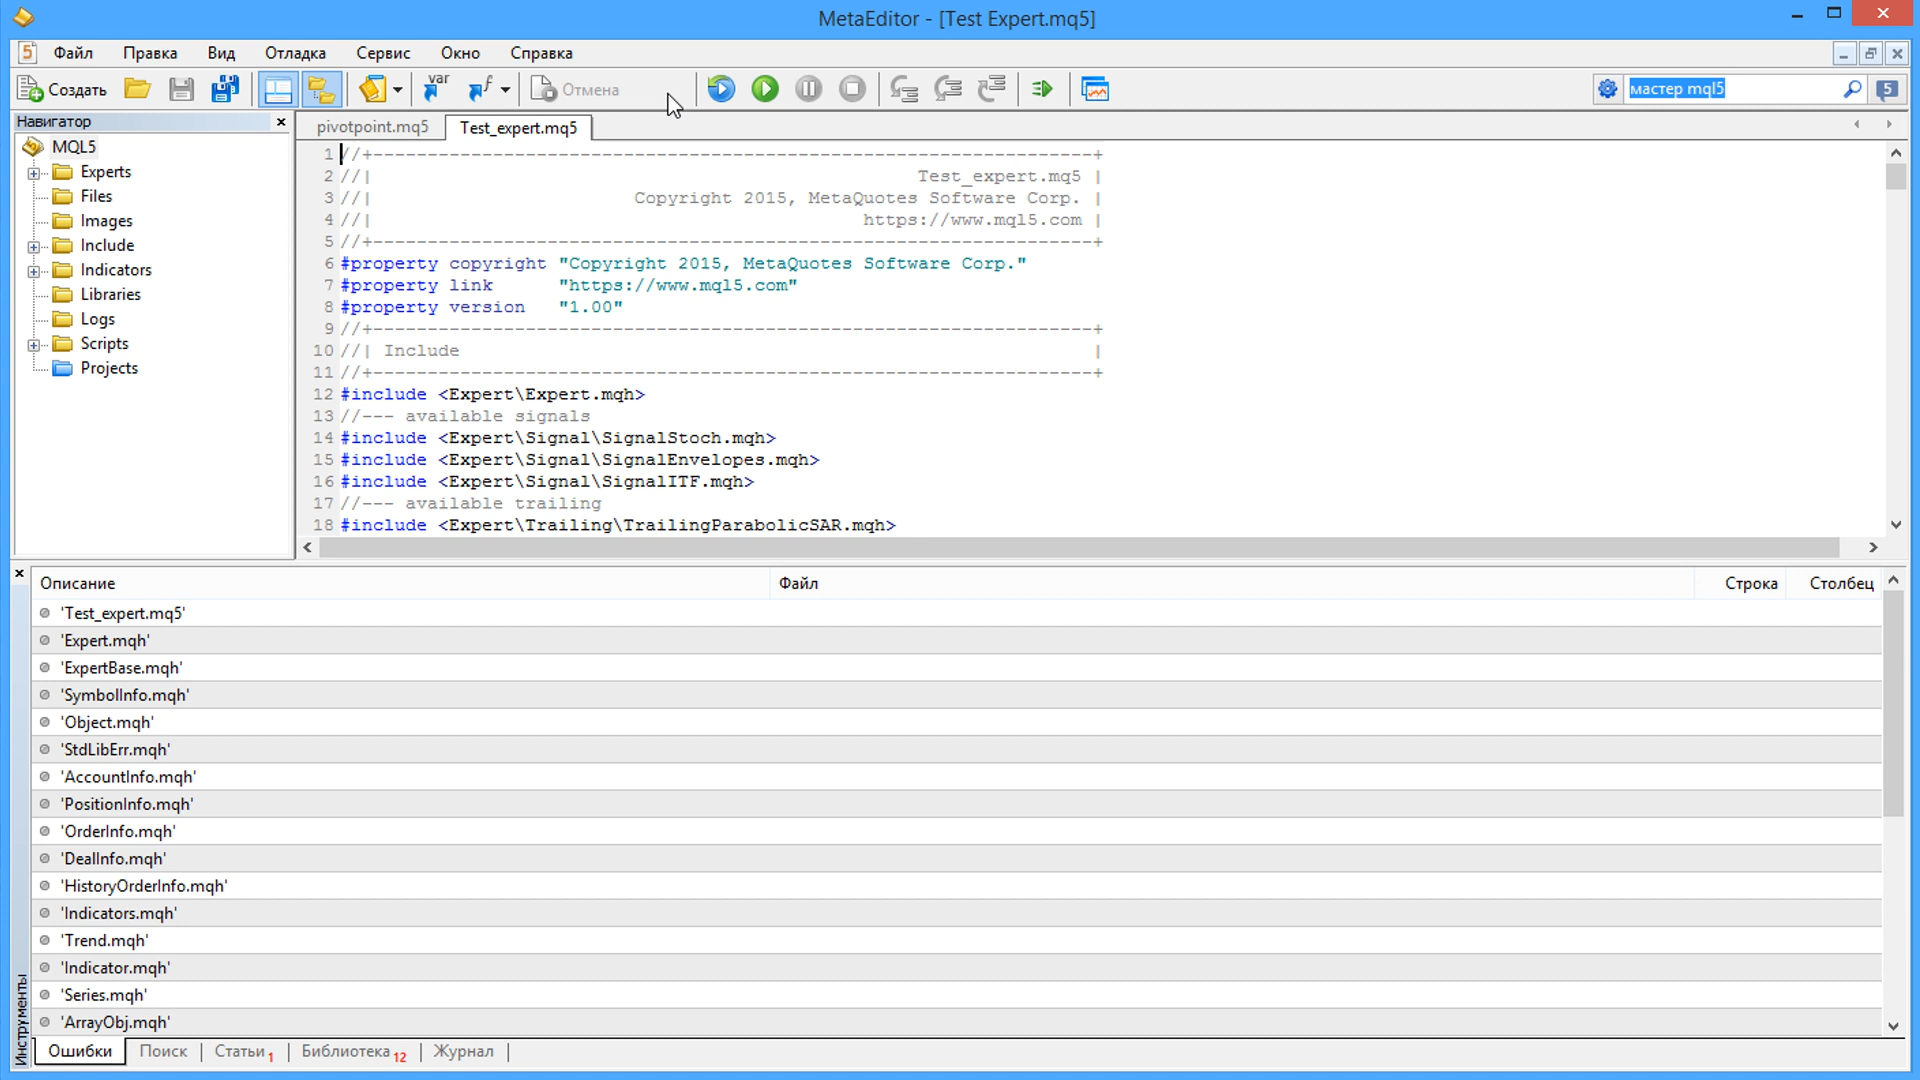 MetaEditor - [Test Expert.mq5]
5 Файл Правка Вид Отладка Сервис Окно Справка
Создать var Отмена мастер mql5 5
Навигатор
MQL5
Experts
Files
Images
Include
Indicators
Libraries
Logs
Scripts
Projects
pivotpoint.mq5 Test_expert.mq5
1 //+------------------------------------------------------------------+
2 //| Test_expert.mq5 |
3 //| Copyright 2015, MetaQuotes Software Corp. |
4 //| https://www.mql5.com |
5 //+------------------------------------------------------------------+
6 #property copyright "Copyright 2015, MetaQuotes Software Corp."
7 #property link "https://www.mql5.com"
8 #property version "1.00"
9 //+------------------------------------------------------------------+
10 //| Include |
11 //+------------------------------------------------------------------+
12 #include <Expert\Expert.mqh>
13 //--- available signals
14 #include <Expert\Signal\SignalStoch.mqh>
15 #include <Expert\Signal\SignalEnvelopes.mqh>
16 #include <Expert\Signal\SignalITF.mqh>
17 //--- available trailing
18 #include <Expert\Trailing\TrailingParabolicSAR.mqh>
Описание Файл Строка Столбец
'Test_expert.mq5'
'Expert.mqh'
'ExpertBase.mqh'
'SymbolInfo.mqh'
'Object.mqh'
'StdLibErr.mqh'
'AccountInfo.mqh'
'PositionInfo.mqh'
'OrderInfo.mqh'
'DealInfo.mqh'
'HistoryOrderInfo.mqh'
'Indicators.mqh'
'Trend.mqh'
'Indicator.mqh'
'Series.mqh'
'ArrayObj.mqh'
Инструменты
Ошибки Поиск Статьи 1 Библиотека 12 Журнал